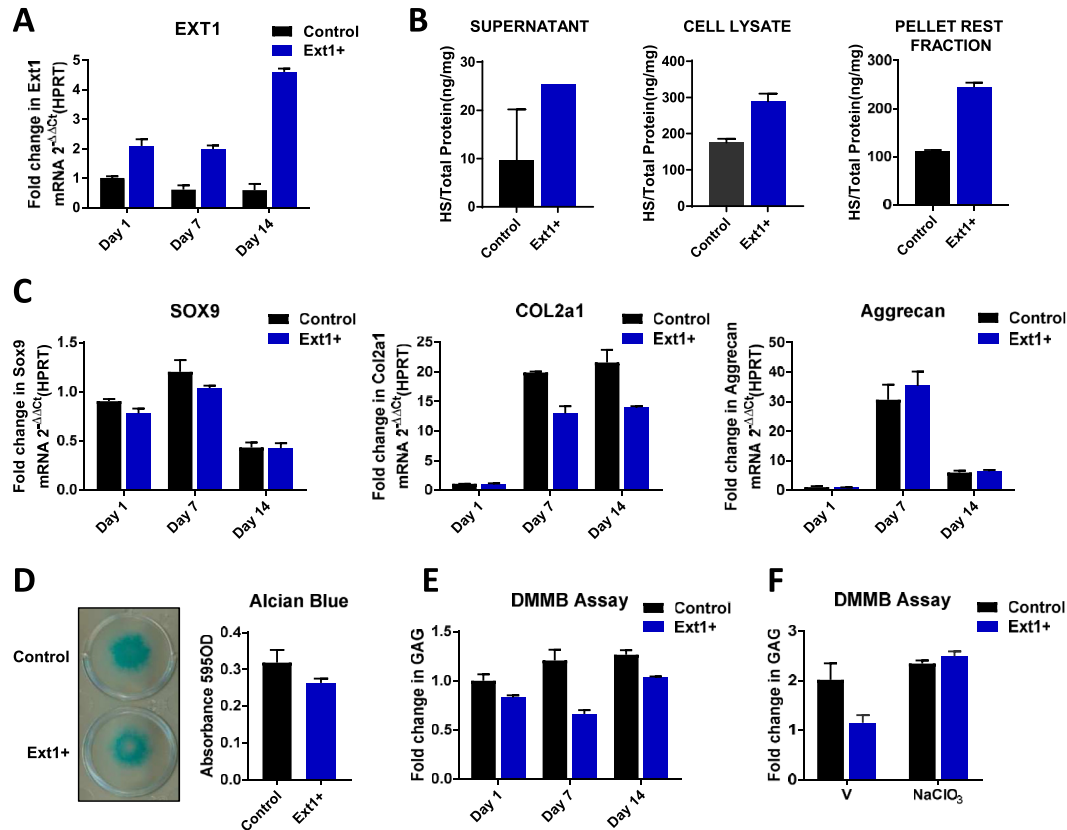 A
EXT1
Control
Ext1+
Fold change in Ext1
mRNA 2^-ΔΔCt(HPRT)
5
4
3
2
1
0
Day 1
Day 7
Day 14
B
SUPERNATANT
HS/Total Protein(ng/mg)
30
20
10
0
Control
Ext1+
CELL LYSATE
HS/Total Protein(ng/mg)
400
300
200
100
0
Control
Ext1+
PELLET REST
FRACTION
HS/Total Protein(ng/mg)
300
200
100
0
Control
Ext1+
C
SOX9
Control
Ext1+
Fold change in Sox9
mRNA 2^-ΔΔCt(HPRT)
1.5
1.0
0.5
0.0
Day 1
Day 7
Day 14
COL2a1
Control
Ext1+
Fold change in Col2a1
mRNA 2^-ΔΔCt(HPRT)
25
20
15
10
5
0
Day 1
Day 7
Day 14
Aggrecan
Control
Ext1+
Fold change in Aggrecan
mRNA 2^-ΔΔCt(HPRT)
50
40
30
20
10
0
Day 1
Day 7
Day 14
D
Control
Ext1+
Alcian Blue
Absorbance 595OD
0.4
0.3
0.2
0.1
0.0
Control
Ext1+
E
DMMB Assay
Control
Ext1+
Fold change in GAG
1.5
1.0
0.5
0.0
Day 1
Day 7
Day 14
F
DMMB Assay
Control
Ext1+
Fold change in GAG
3
2
1
0
V
NaClO₃